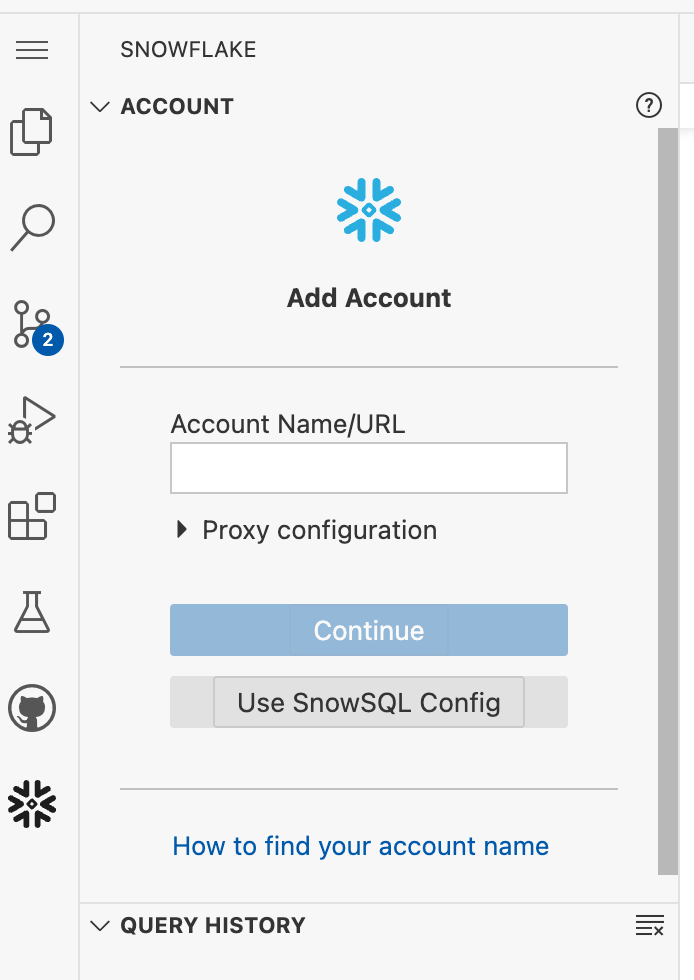 SNOWFLAKE
ACCOUNT
?
Add Account
2
Account Name/URL
Proxy configuration
Continue
Use SnowSQL Config
How to find your account name
QUERY HISTORY